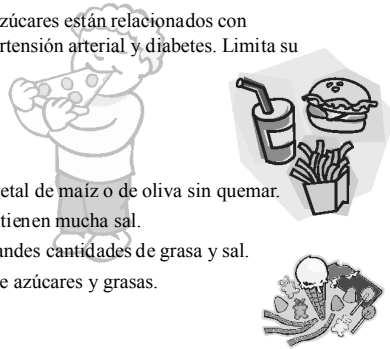 zúcares están relacionados con
rtensión arterial y diabetes. Limita su
etal de maíz o de oliva sin quemar.
tienen mucha sal.
andes cantidades de grasa y sal.
e azúcares y grasas.